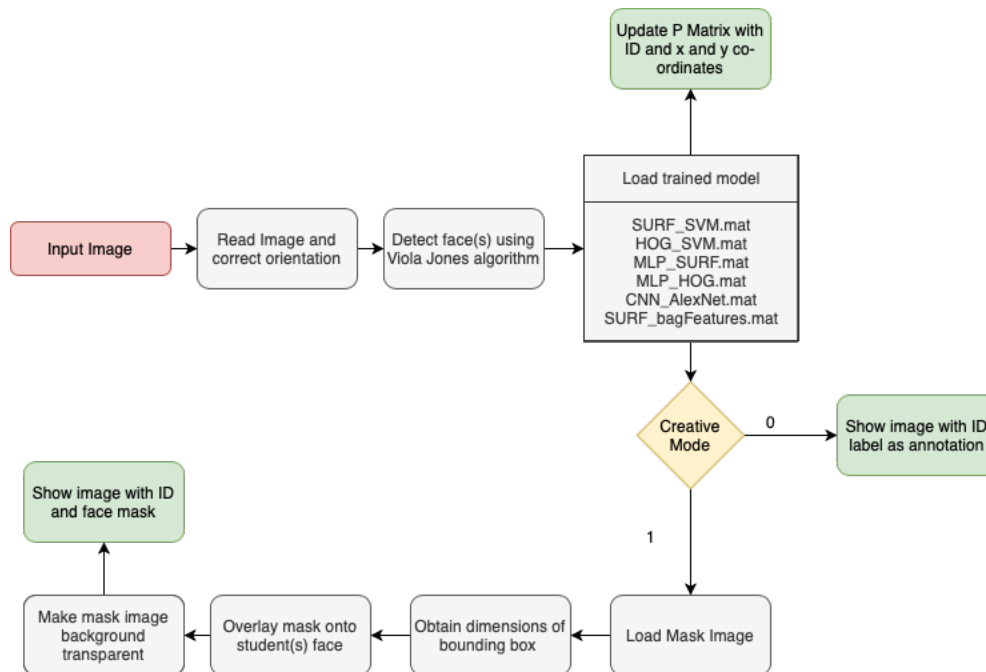 Update P Matrix with
ID and x and y co-
ordinates
Load trained model
SURF_SVM.mat
HOG_SVM.mat
MLP_SURF.mat
MLP_HOG.mat
CNN_AlexNet.mat
SURF_bagFeatures.mat
Input Image
Read Image and
correct orientation
Detect face(s) using
Viola Jones algorithm
Creative
Mode
0
Show image with ID
label as annotation
1
Show image with ID
and face mask
Make mask image
background
transparent
Overlay mask onto
student(s) face
Obtain dimensions of
bounding box
Load Mask Image